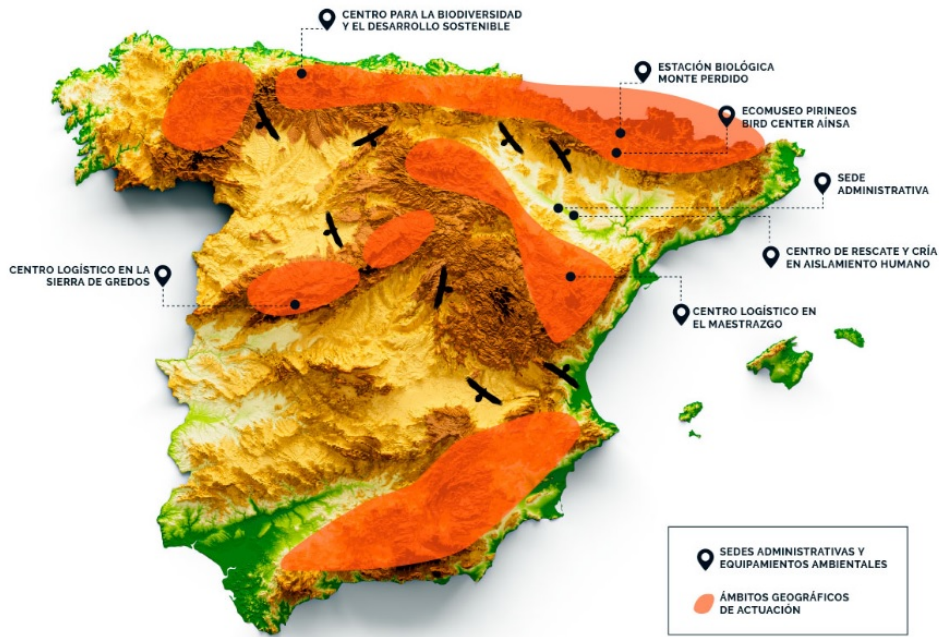 CENTRO PARA LA BIODIVERSIDAD
Y EL DESARROLLO SOSTENIBLE
ESTACIÓN BIOLÓGICA
MONTE PERDIDO
ECOMUSEO PIRINEOS
BIRD CENTER AÍNSA
SEDE
ADMINISTRATIVA
CENTRO DE RESCATE Y CRÍA
EN AISLAMIENTO HUMANO
CENTRO LOGÍSTICO EN LA
SIERRA DE GREDOS
CENTRO LOGÍSTICO EN
EL MAESTRAZGO
SEDES ADMINISTRATIVAS Y
EQUIPAMIENTOS AMBIENTALES
ÁMBITOS GEOGRÁFICOS
DE ACTUACIÓN